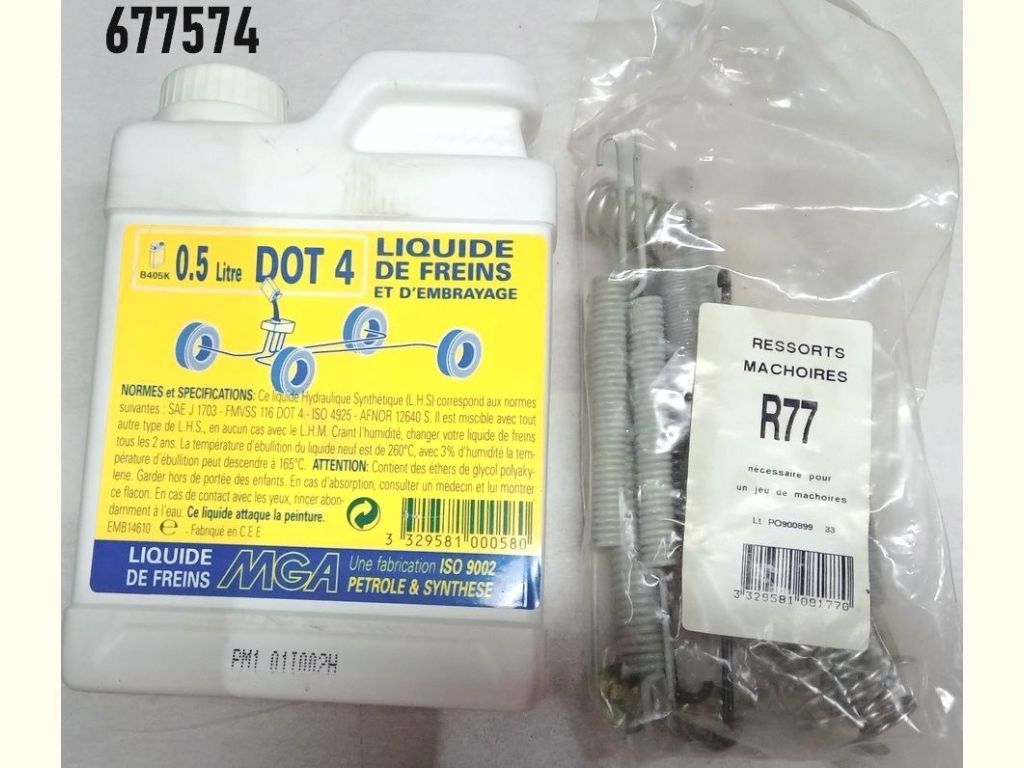 677574
B405K 0.5 Litre DOT 4
LIQUIDE
DE FREINS
ET D'EMBRAYAGE
NORMES et SPECIFICATIONS: Ce liquide Hydraulique Synthétique (L.H.S) correspond aux normes
suivantes : SAE J 1703 - FMVSS 116 DOT 4 - ISO 4925 - AFNOR 12640 S. Il est miscible avec tout
autre type de L.H.S., en aucun cas avec le L.H.M. Craint l'humidité, changer votre liquide de freins
tous les 2 ans. La température d'ébullition du liquide neuf est de 260°C, avec 3% d'humidité la tem-
pérature d'ébullition peut descendre à 165°C. ATTENTION: Contient des éthers de glycol polyalky-
lene. Garder hors de portée des enfants. En cas d'absorption, consulter un médecin et lui montrer
ce flacon. En cas de contact avec les yeux, rincer abon-
damment à l'eau. Ce liquide attaque la peinture.
EMB14610 e - Fabriqué en C.E.E
3 329581 000580
LIQUIDE
DE FREINS
MGA
Une fabrication ISO 9002
PETROLE & SYNTHESE
PM1 01I002H
RESSORTS
MACHOIRES
R77
nécessaire pour
un jeu de machoires
Lt PO900899 33
3 329581 091770